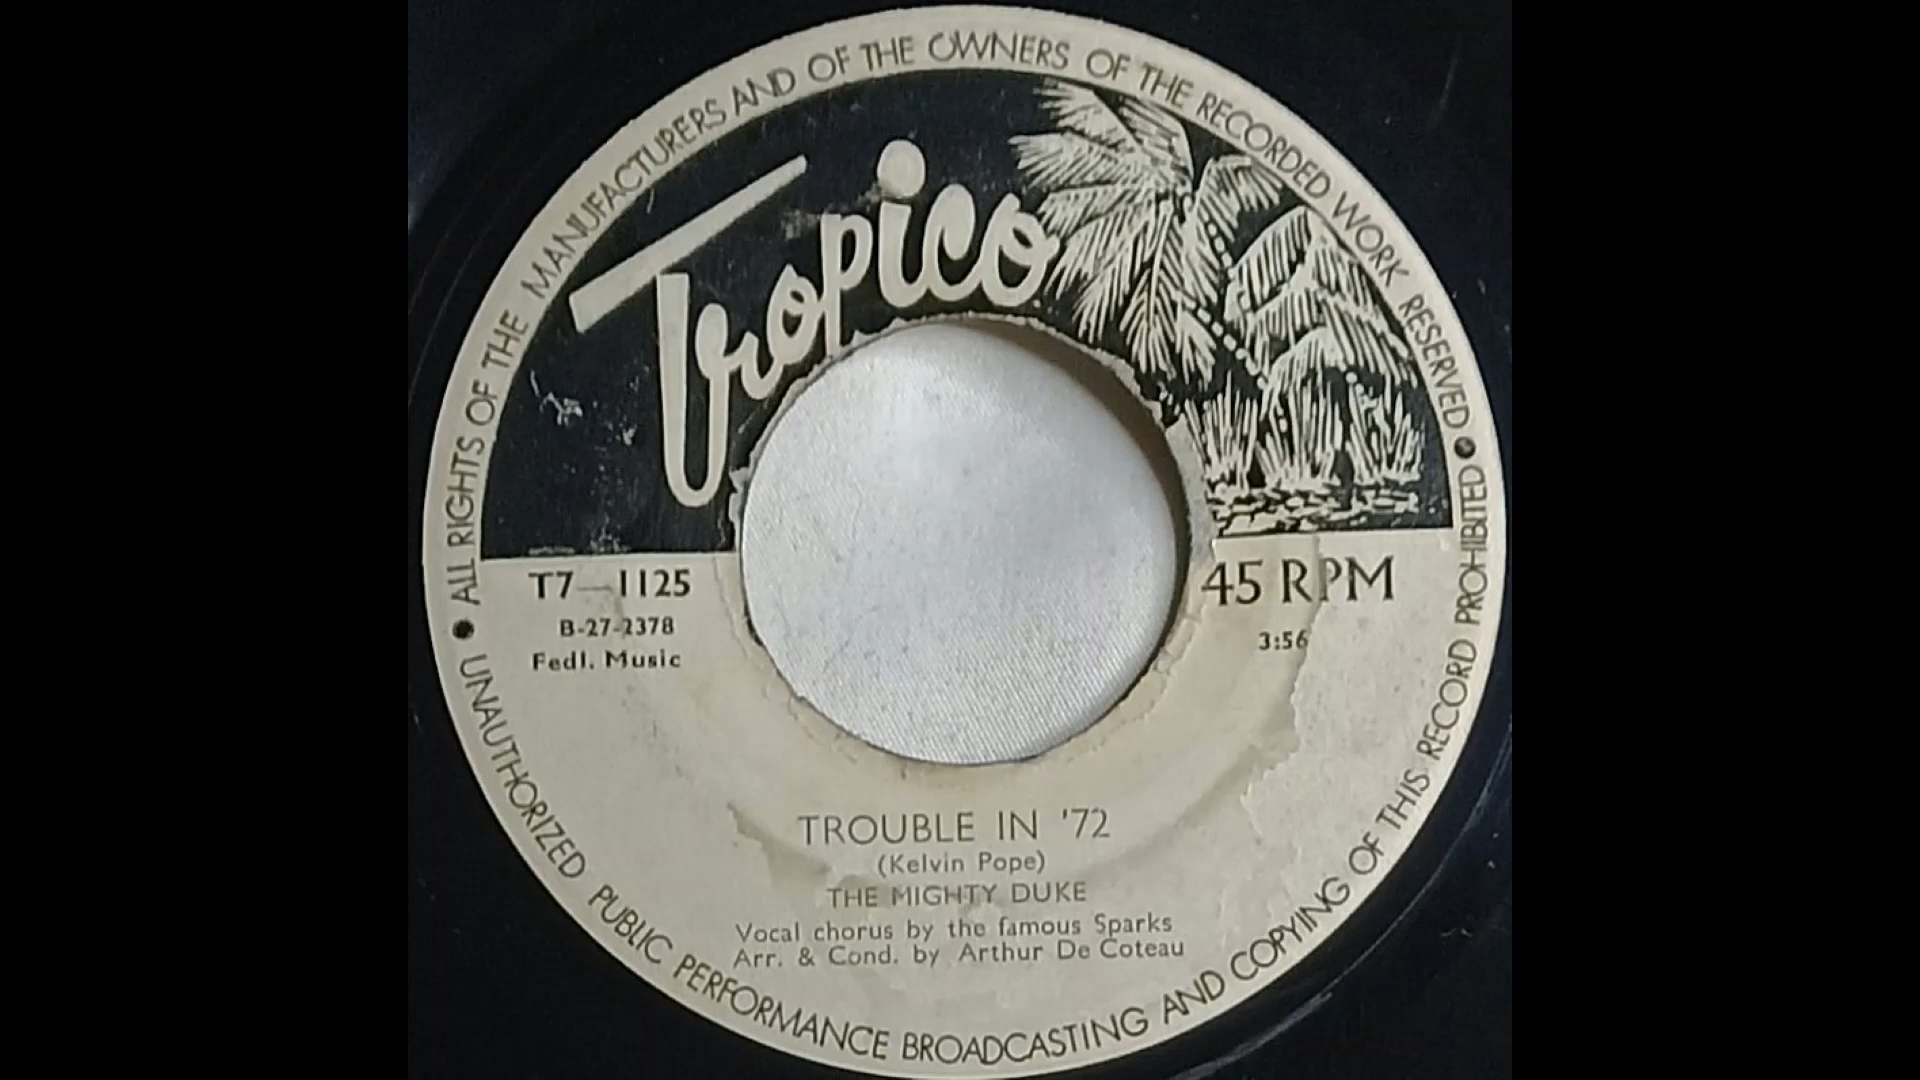 • ALL RIGHTS OF THE MANUFACTURERS AND OF THE OWNERS OF THE RECORDED WORK RESERVED •
Tropico
T7—1125
B-27-2378
Fedl. Music
45 RPM
3:56
TROUBLE IN '72
(Kelvin Pope)
THE MIGHTY DUKE
Vocal chorus by the famous Sparks
Arr. & Cond. by Arthur De Coteau
UNAUTHORIZED PUBLIC PERFORMANCE BROADCASTING AND COPYING OF THIS RECORD PROHIBITED